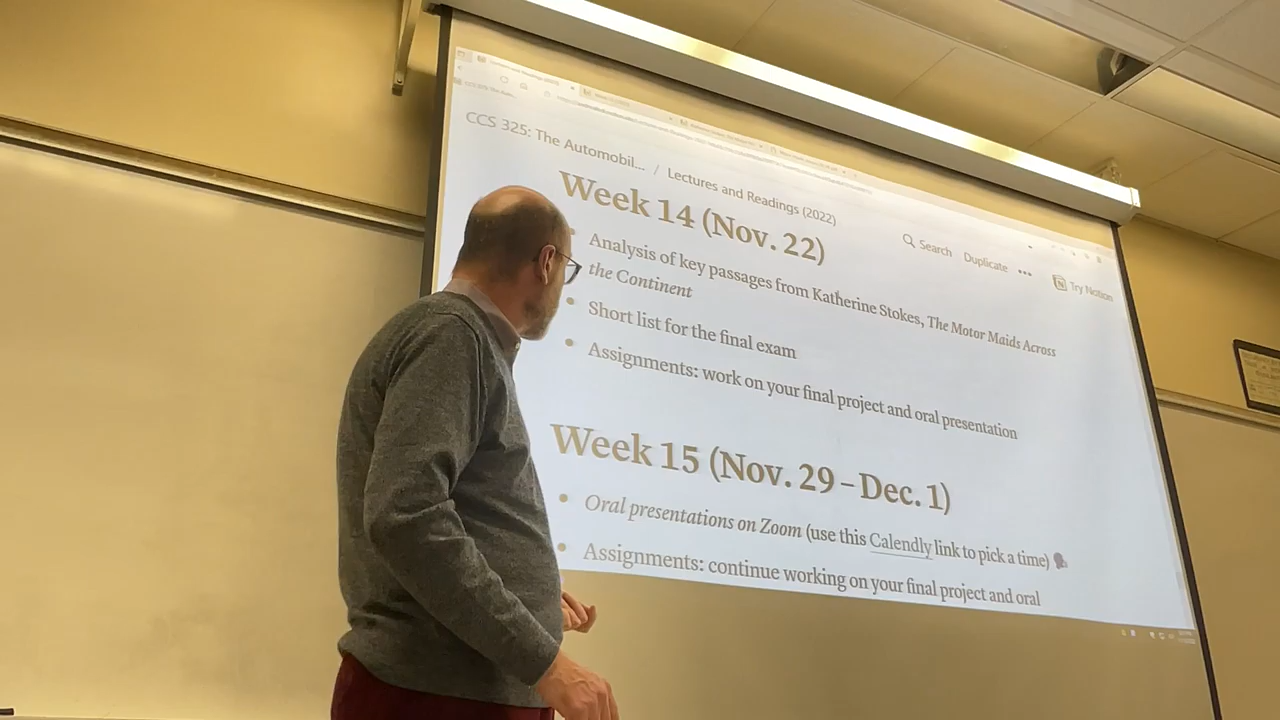 CCS 325: The Automobil... / Lectures and Readings (2022)
Search Duplicate ••• Try Notion
Week 14 (Nov. 22)
• Analysis of key passages from Katherine Stokes, The Motor Maids Across
the Continent
• Short list for the final exam
• Assignments: work on your final project and oral presentation
Week 15 (Nov. 29 – Dec. 1)
• Oral presentations on Zoom (use this Calendly link to pick a time)
• Assignments: continue working on your final project and oral